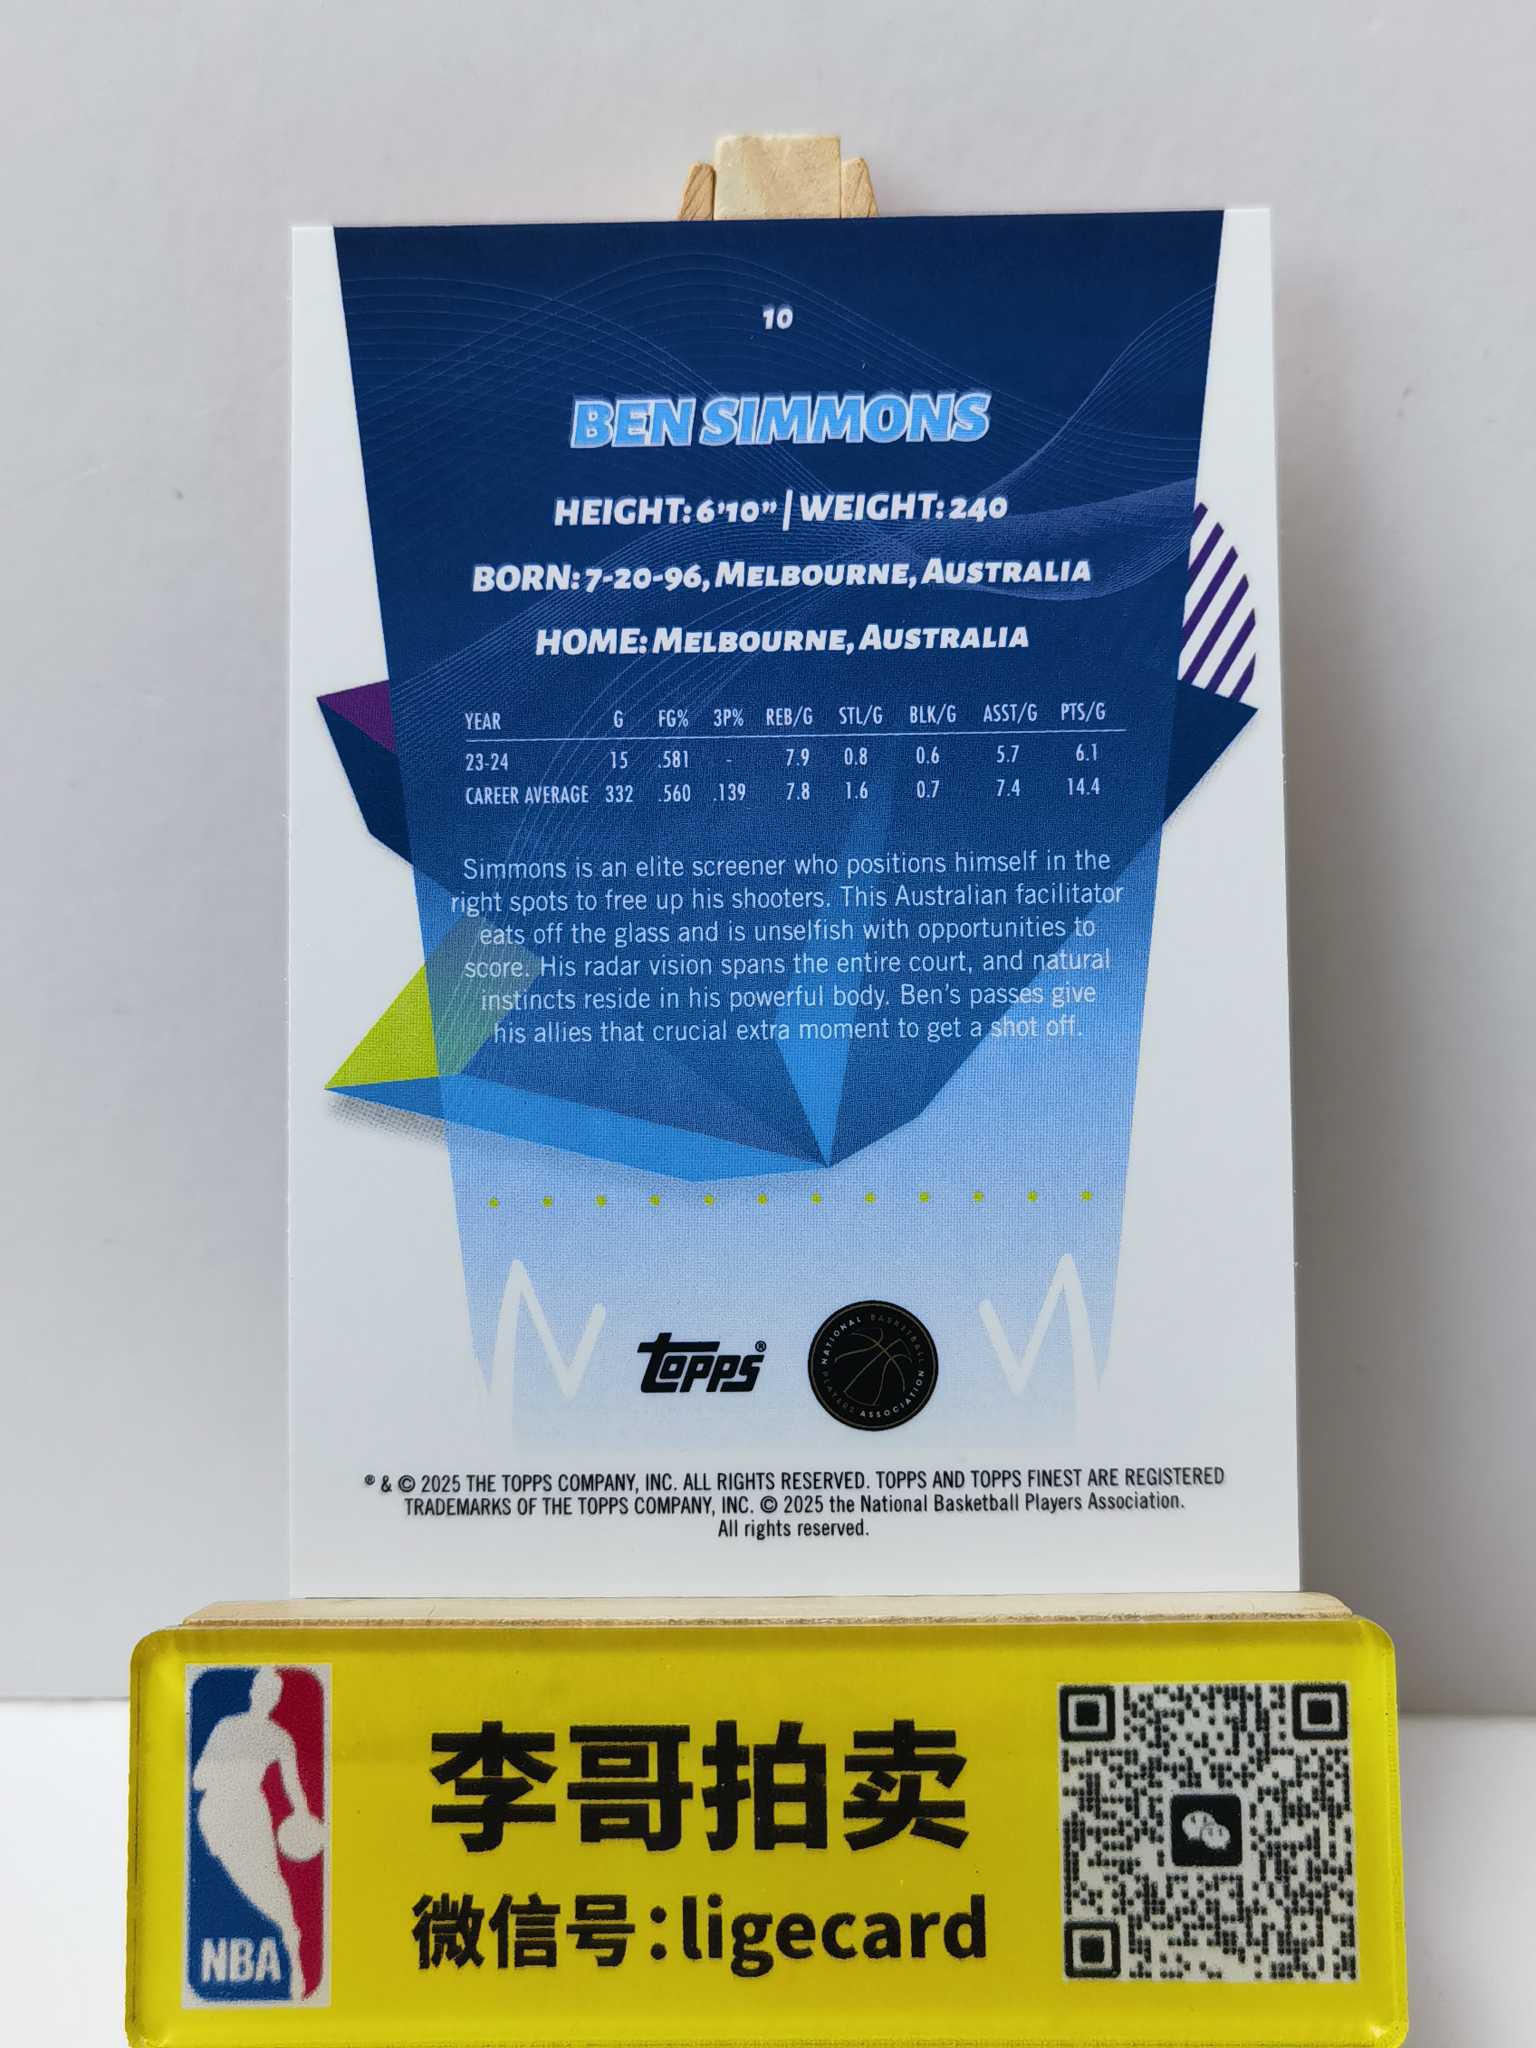 10
BEN SIMMONS
HEIGHT: 6'10" | WEIGHT: 240
BORN: 7-20-96, MELBOURNE, AUSTRALIA
HOME: MELBOURNE, AUSTRALIA
YEAR G FG% 3P% REB/G STL/G BLK/G ASST/G PTS/G
23-24 15 .581 - 7.9 0.8 0.6 5.7 6.1
CAREER AVERAGE 332 .560 .139 7.8 1.6 0.7 7.4 14.4
Simmons is an elite screener who positions himself in the
right spots to free up his shooters. This Australian facilitator
eats off the glass and is unselfish with opportunities to
score. His radar vision spans the entire court, and natural
instincts reside in his powerful body. Ben's passes give
his allies that crucial extra moment to get a shot off.
topps®
NATIONAL BASKETBALL
PLAYERS ASSOCIATION
® & © 2025 THE TOPPS COMPANY, INC. ALL RIGHTS RESERVED. TOPPS AND TOPPS FINEST ARE REGISTERED
TRADEMARKS OF THE TOPPS COMPANY, INC. © 2025 the National Basketball Players Association.
All rights reserved.
李哥拍卖
微信号:ligecard
NBA